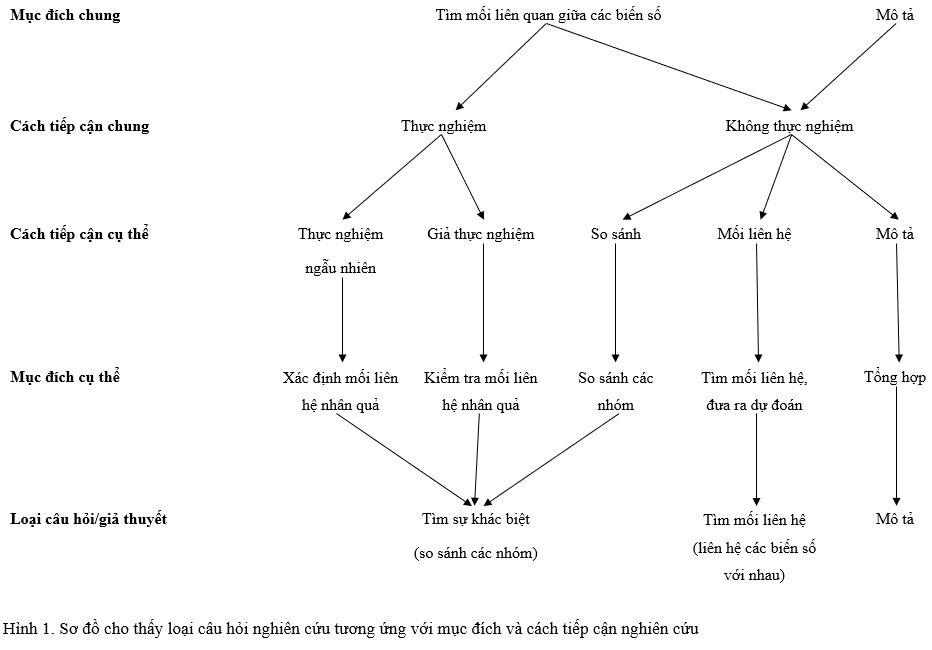 Mục đích chung Tìm mối liên quan giữa các biến số Mô tả
Cách tiếp cận chung Thực nghiệm Không thực nghiệm
Cách tiếp cận cụ thể Thực nghiệm Giả thực nghiệm So sánh Mối liên hệ Mô tả
ngẫu nhiên
Mục đích cụ thể Xác định mối liên Kiểm tra mối liên So sánh các Tìm mối liên hệ, Tổng hợp
hệ nhân quả hệ nhân quả nhóm đưa ra dự đoán
Loại câu hỏi/giả thuyết Tìm sự khác biệt Tìm mối liên hệ Mô tả
(so sánh các nhóm) (liên hệ các biến số
với nhau)
Hình 1. Sơ đồ cho thấy loại câu hỏi nghiên cứu tương ứng với mục đích và cách tiếp cận nghiên cứu